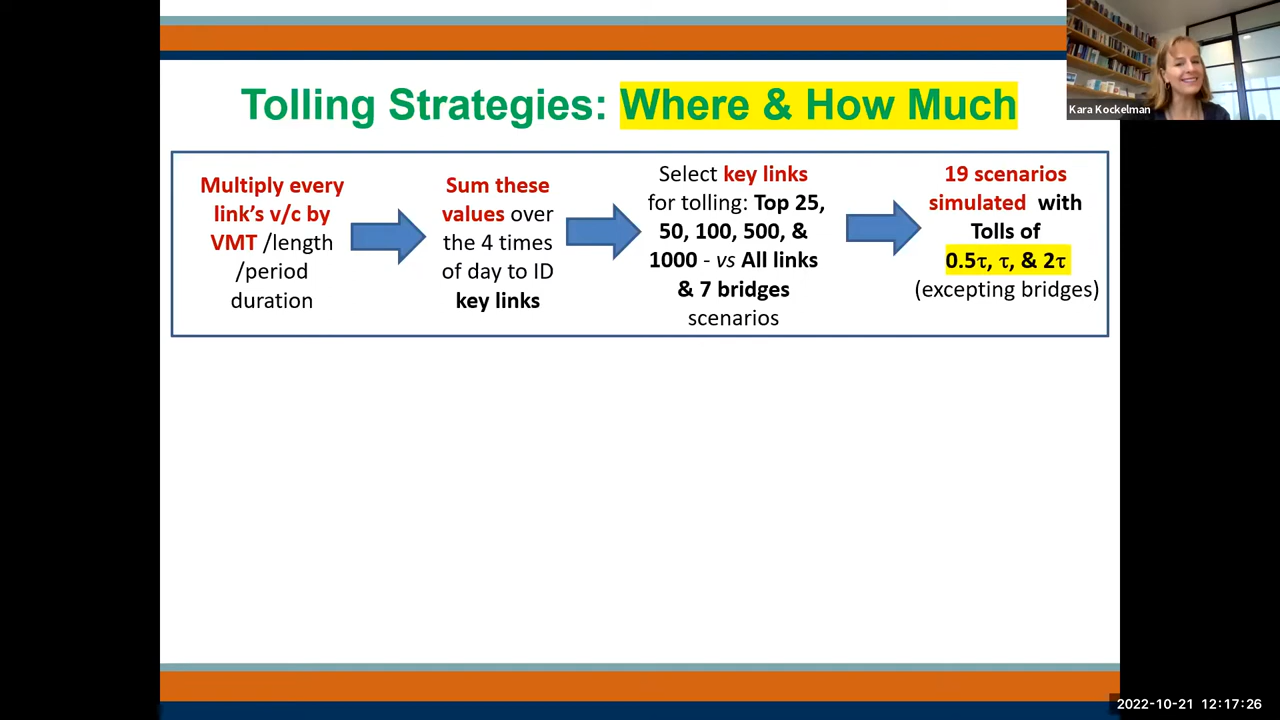 Tolling Strategies: Where & How Much
Kara Kockelman
Multiply every
link's v/c by
VMT /length
/period
duration
Sum these
values over
the 4 times
of day to ID
key links
Select key links
for tolling: Top 25,
50, 100, 500, &
1000 - vs All links
& 7 bridges
scenarios
19 scenarios
simulated with
Tolls of
0.5τ, τ, & 2τ
(excepting bridges)
2022-10-21 12:17:26